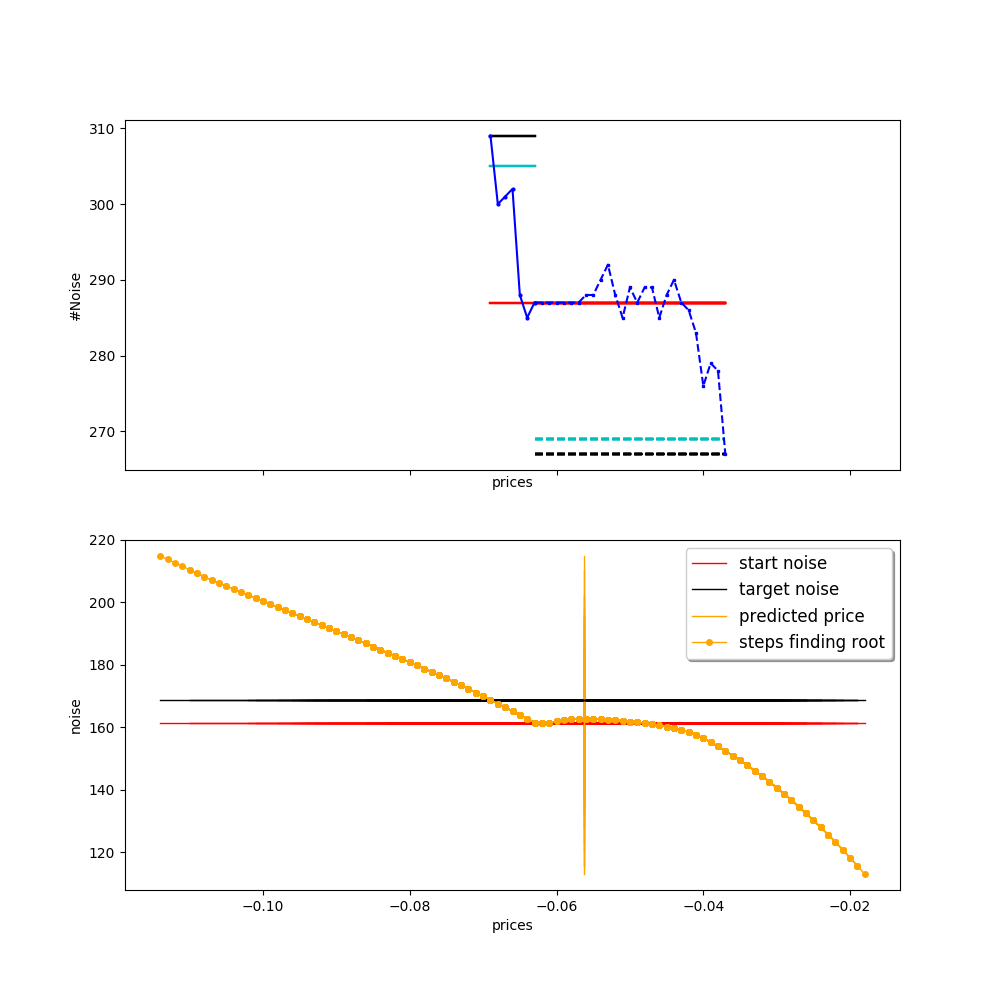 310
300
290
280
270
#Noise
prices
220
200
180
160
140
120
noise
start noise
target noise
predicted price
steps finding root
−0.10
−0.08
−0.06
−0.04
−0.02
prices